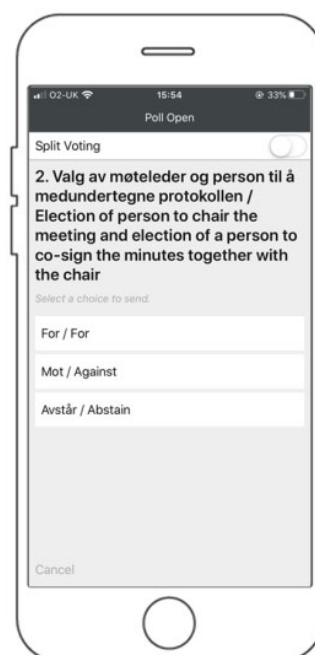 O2-UK 15:54 33%
Poll Open
Split Voting
2. Valg av møteleder og person til å
medundertegne protokollen /
Election of person to chair the
meeting and election of a person to
co-sign the minutes together with
the chair
Select a choice to send.
For / For
Mot / Against
Avstår / Abstain
Cancel